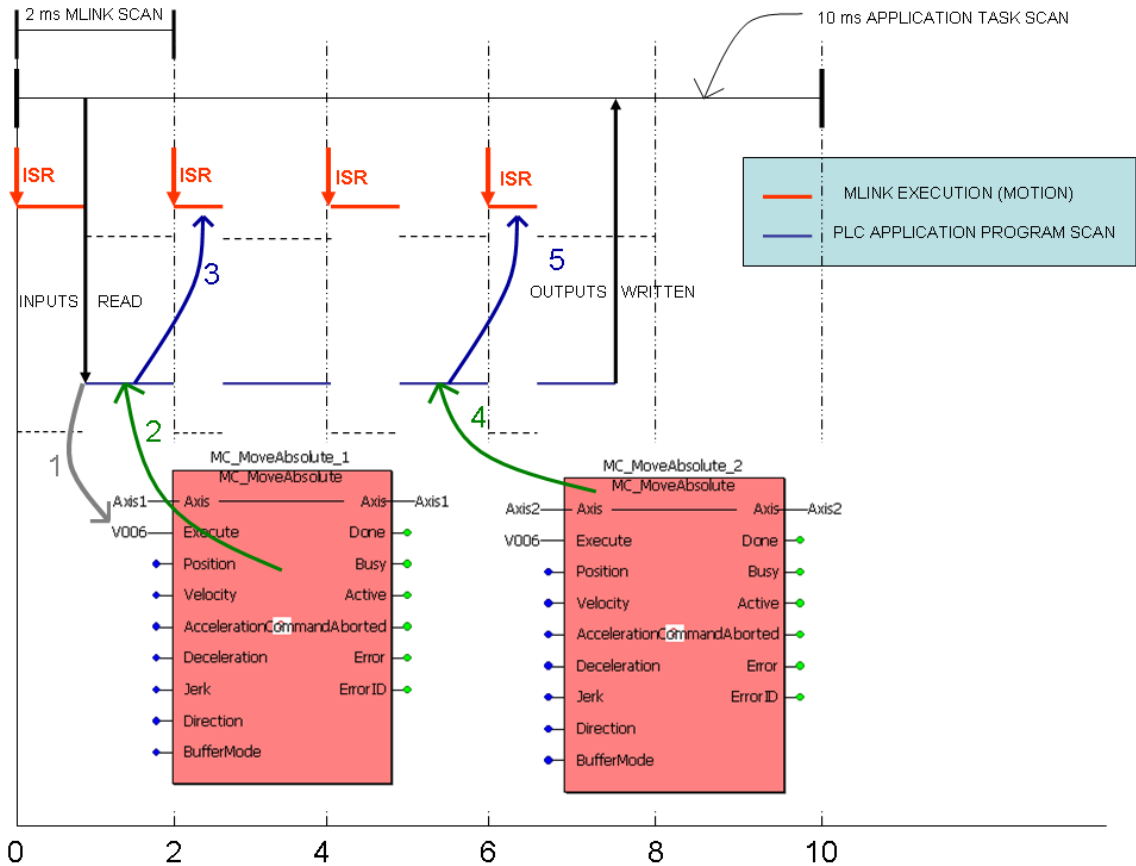 2 ms MLINK SCAN
10 ms APPLICATION TASK SCAN
ISR
ISR
ISR
ISR
MLINK EXECUTION (MOTION)
PLC APPLICATION PROGRAM SCAN
3
5
INPUTS READ
OUTPUTS WRITTEN
1
2
4
MC_MoveAbsolute_1
MC_MoveAbsolute
Axis1 Axis Axis Axis1
V006 Execute Done
Position Busy
Velocity Active
Acceleration CommandAborted
Deceleration Error
Jerk ErrorID
Direction
BufferMode
MC_MoveAbsolute_2
MC_MoveAbsolute
Axis2 Axis Axis Axis2
V006 Execute Done
Position Busy
Velocity Active
Acceleration CommandAborted
Deceleration Error
Jerk ErrorID
Direction
BufferMode
0 2 4 6 8 10